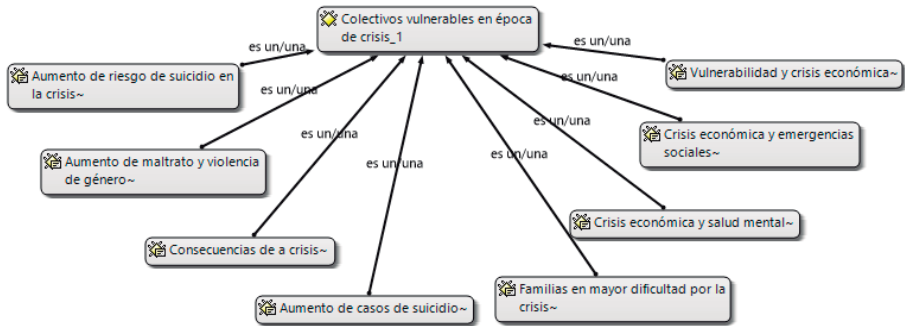 Colectivos vulnerables en época
de crisis_1
es un/una
es un/una
Aumento de riesgo de suicidio en
la crisis~
Vulnerabilidad y crisis económica~
es un/una
es un/una
es un/una
es un/una
Crisis económica y emergencias
sociales~
Aumento de maltrato y violencia
de género~
es un/una
es un/una
Crisis económica y salud mental~
Consecuencias de a crisis~
Familias en mayor dificultad por la
crisis~
Aumento de casos de suicidio~